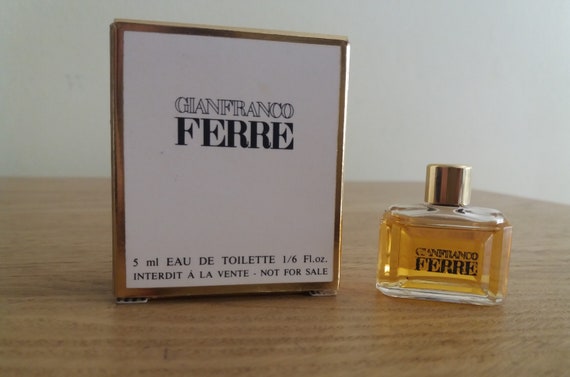 GIANFRANCO
FERRE
5 ml EAU DE TOILETTE 1/6 Fl.oz.
INTERDIT À LA VENTE - NOT FOR SALE
GIANFRANCO
FERRE